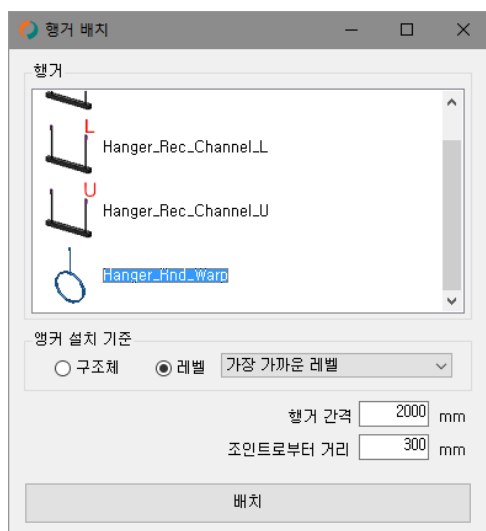 행거 배치
행거
L
Hanger_Rec_Channel_L
U
Hanger_Rec_Channel_U
Hanger_Rnd_Warp
앵커 설치 기준
구조체 레벨 가장 가까운 레벨
행거 간격 2000 mm
조인트로부터 거리 300 mm
배치